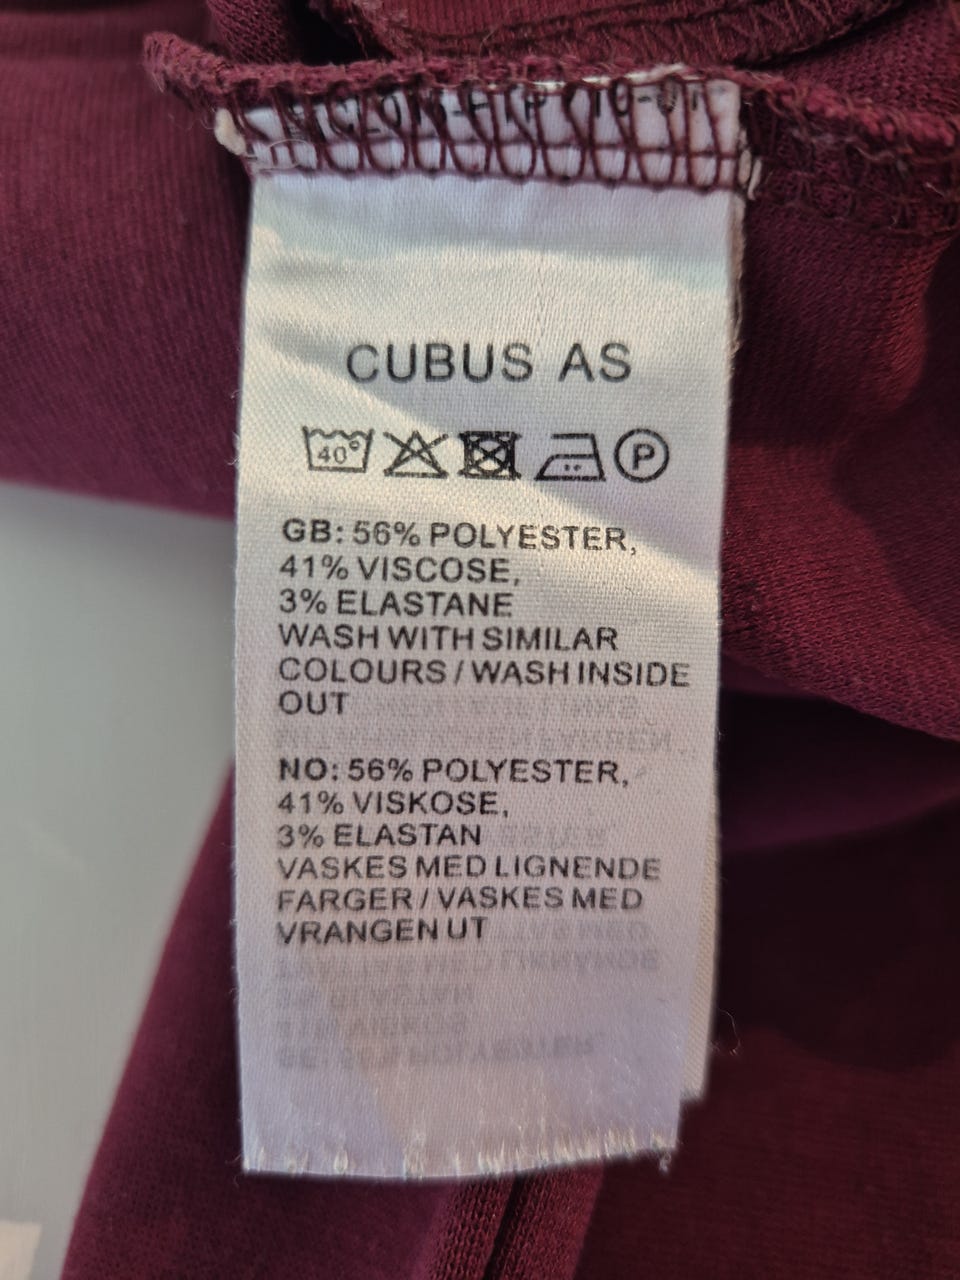 CUBUS AS
40°
P
GB: 56% POLYESTER,
41% VISCOSE,
3% ELASTANE
WASH WITH SIMILAR
COLOURS / WASH INSIDE
OUT
NO: 56% POLYESTER,
41% VISKOSE,
3% ELASTAN
VASKES MED LIGNENDE
FARGER / VASKES MED
VRANGEN UT